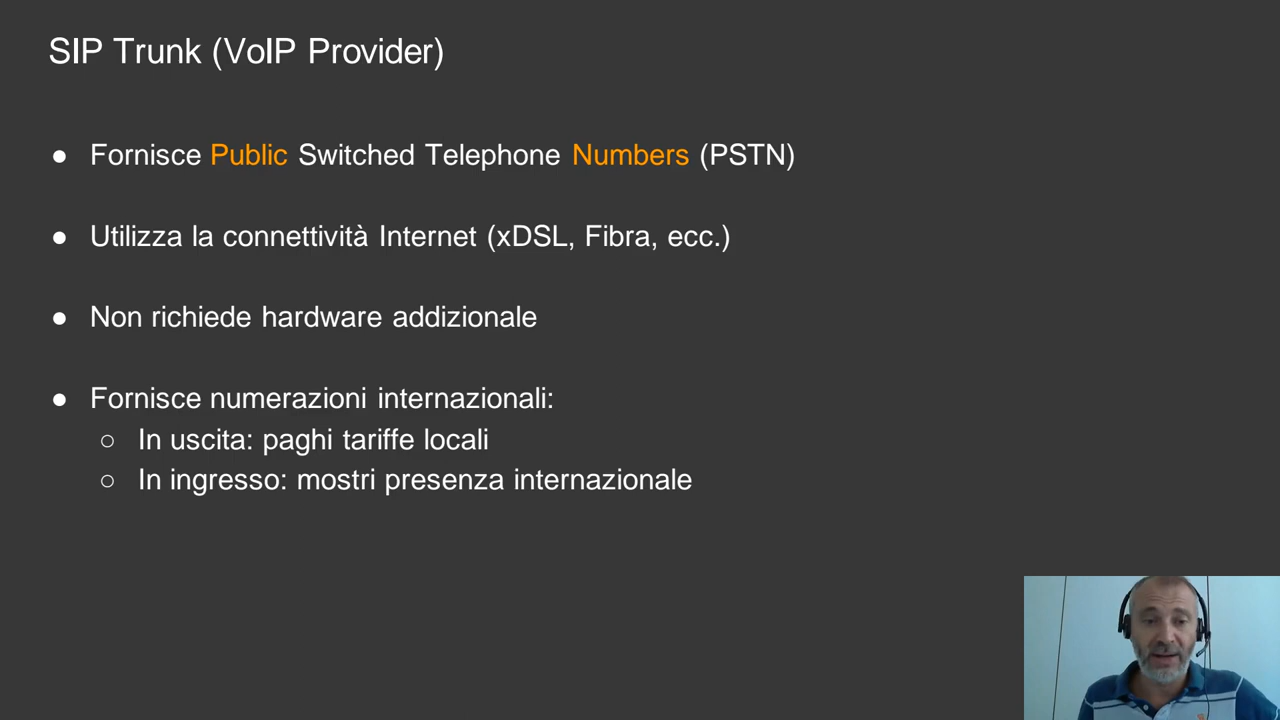 SIP Trunk (VoIP Provider)
● Fornisce Public Switched Telephone Numbers (PSTN)
● Utilizza la connettività Internet (xDSL, Fibra, ecc.)
● Non richiede hardware addizionale
● Fornisce numerazioni internazionali:
○ In uscita: paghi tariffe locali
○ In ingresso: mostri presenza internazionale